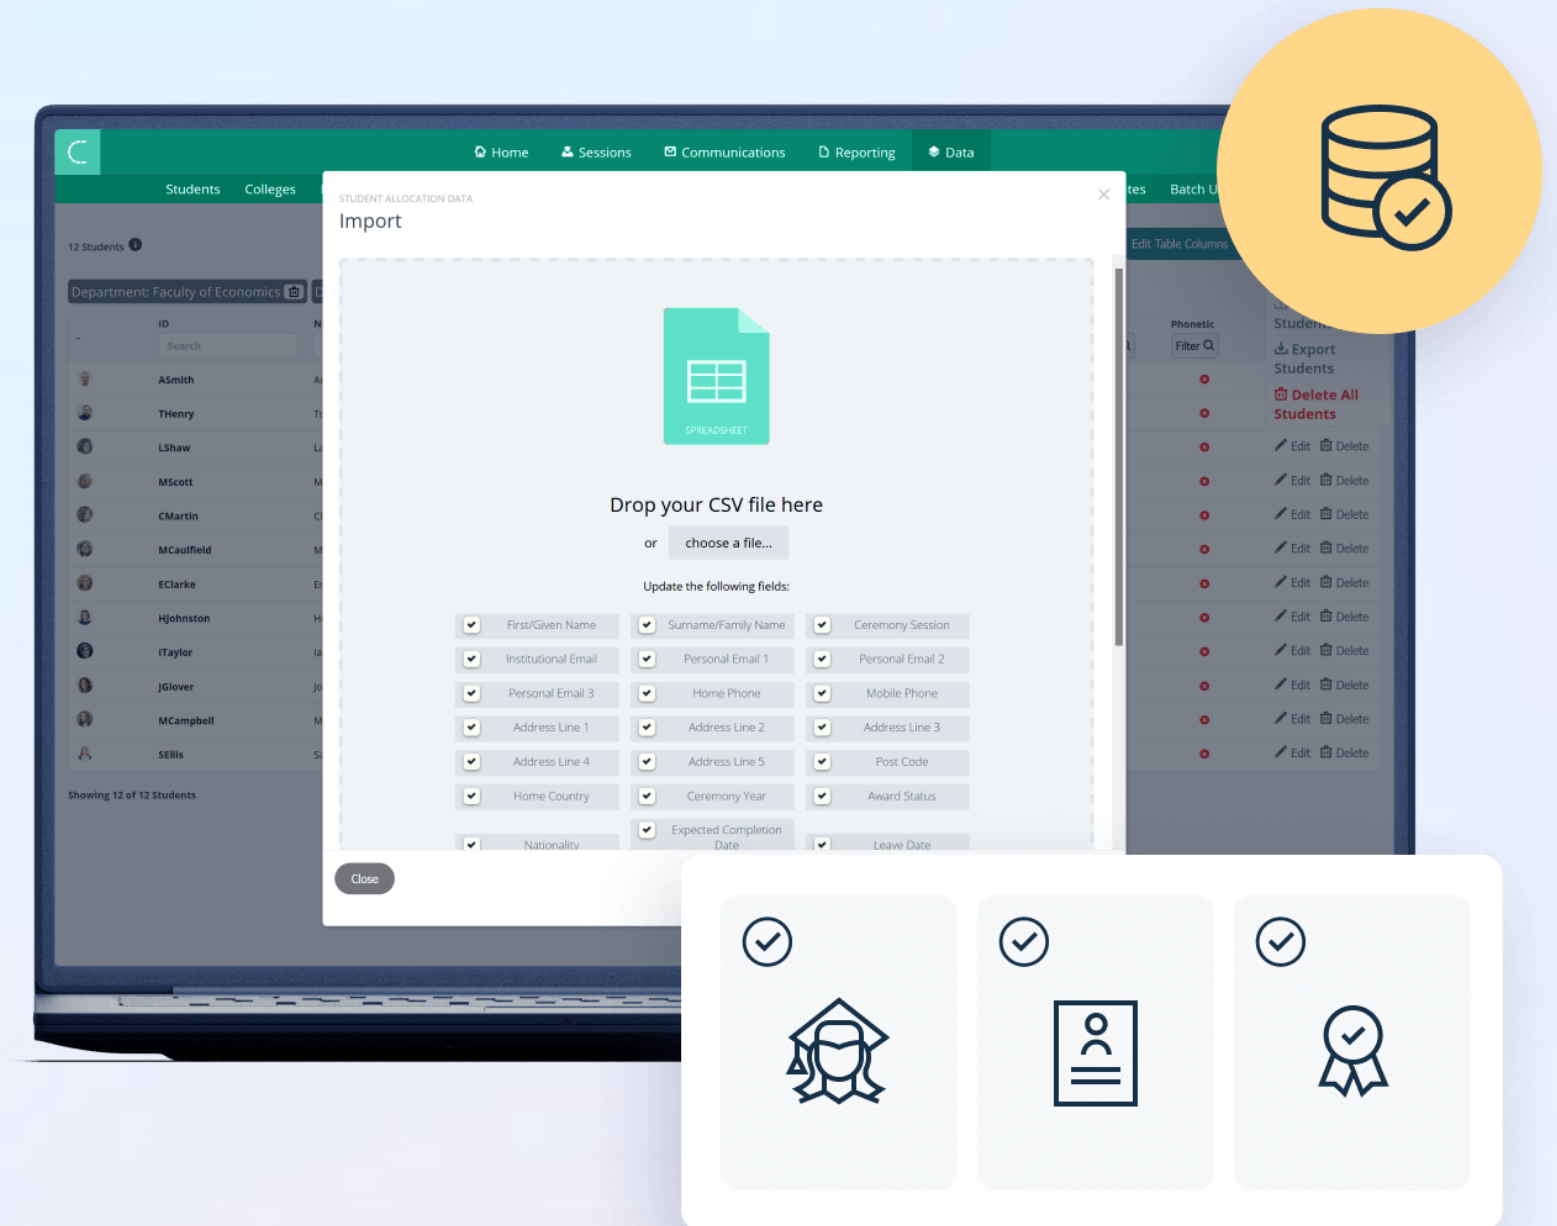 Home Sessions Communications Reporting Data
Students Colleges
Batch U
STUDENT ALLOCATION DATA
Import
12 Students
Edit Table Columns
Department: Faculty of Economics
ID
Search
Phonetic
Filter
Export
Students
Delete All
Students
ASmith
THenry
LShaw
Edit Delete
MScott
Edit Delete
CMartin
Edit Delete
MCaulfield
Edit Delete
EClarke
Edit Delete
HJohnston
Edit Delete
ITaylor
Edit Delete
JGlover
Edit Delete
MCampbell
Edit Delete
SEllis
Edit Delete
Showing 12 of 12 Students
SPREADSHEET
Drop your CSV file here
or choose a file...
Update the following fields:
First/Given Name Surname/Family Name Ceremony Session
Institutional Email Personal Email 1 Personal Email 2
Personal Email 3 Home Phone Mobile Phone
Address Line 1 Address Line 2 Address Line 3
Address Line 4 Address Line 5 Post Code
Home Country Ceremony Year Award Status
Nationality Expected Completion Date Leave Date
Close